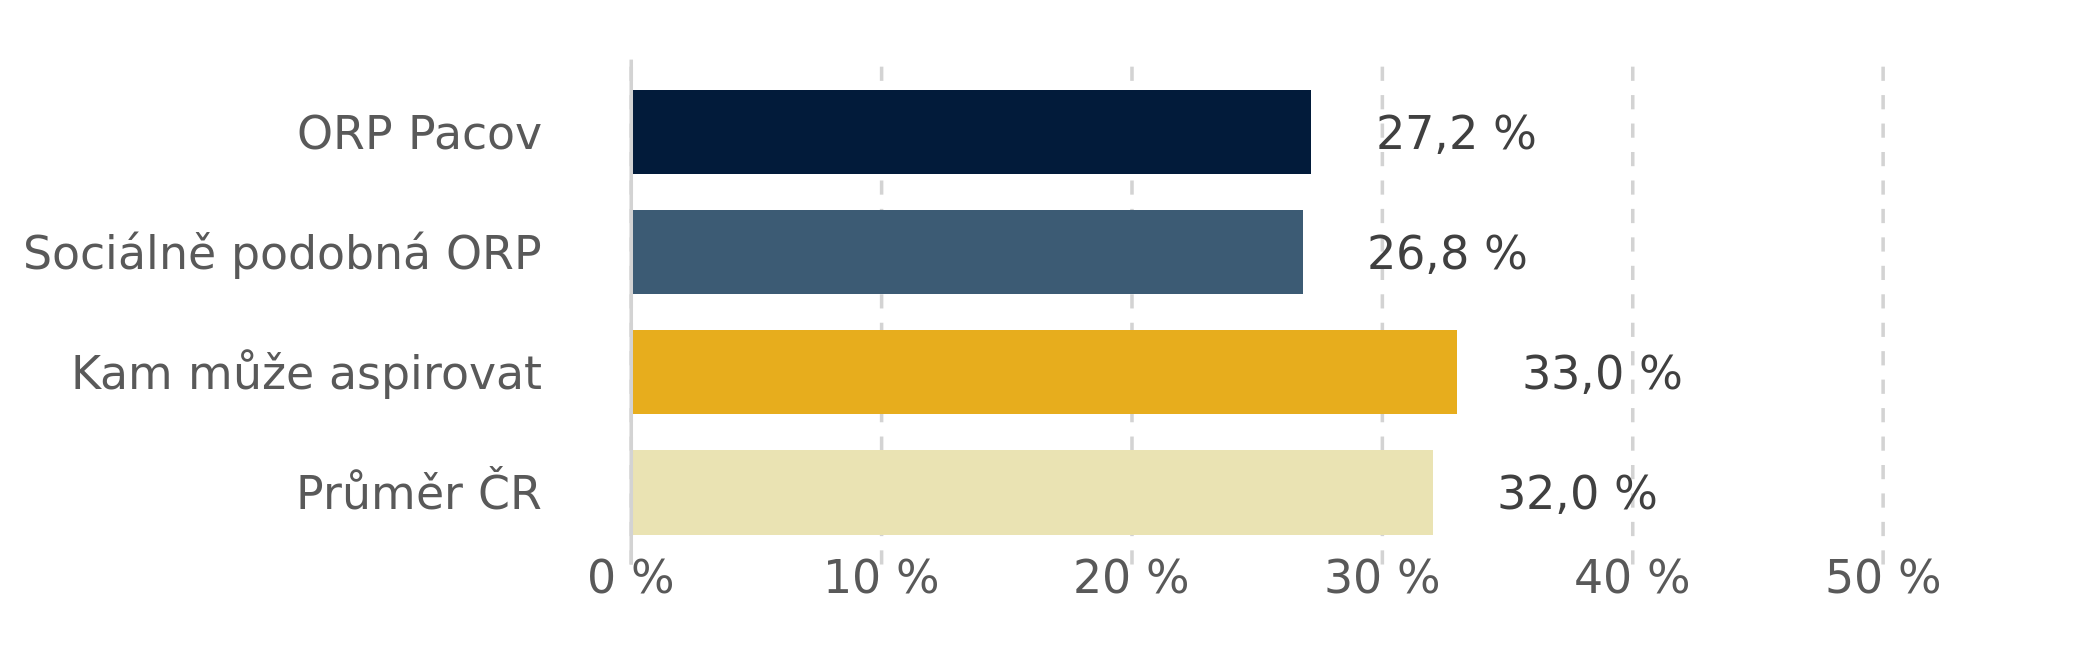 ORP Pacov 27,2 %
Sociálně podobná ORP 26,8 %
Kam může aspirovat 33,0 %
Průměr ČR 32,0 %
0 % 10 % 20 % 30 % 40 % 50 %